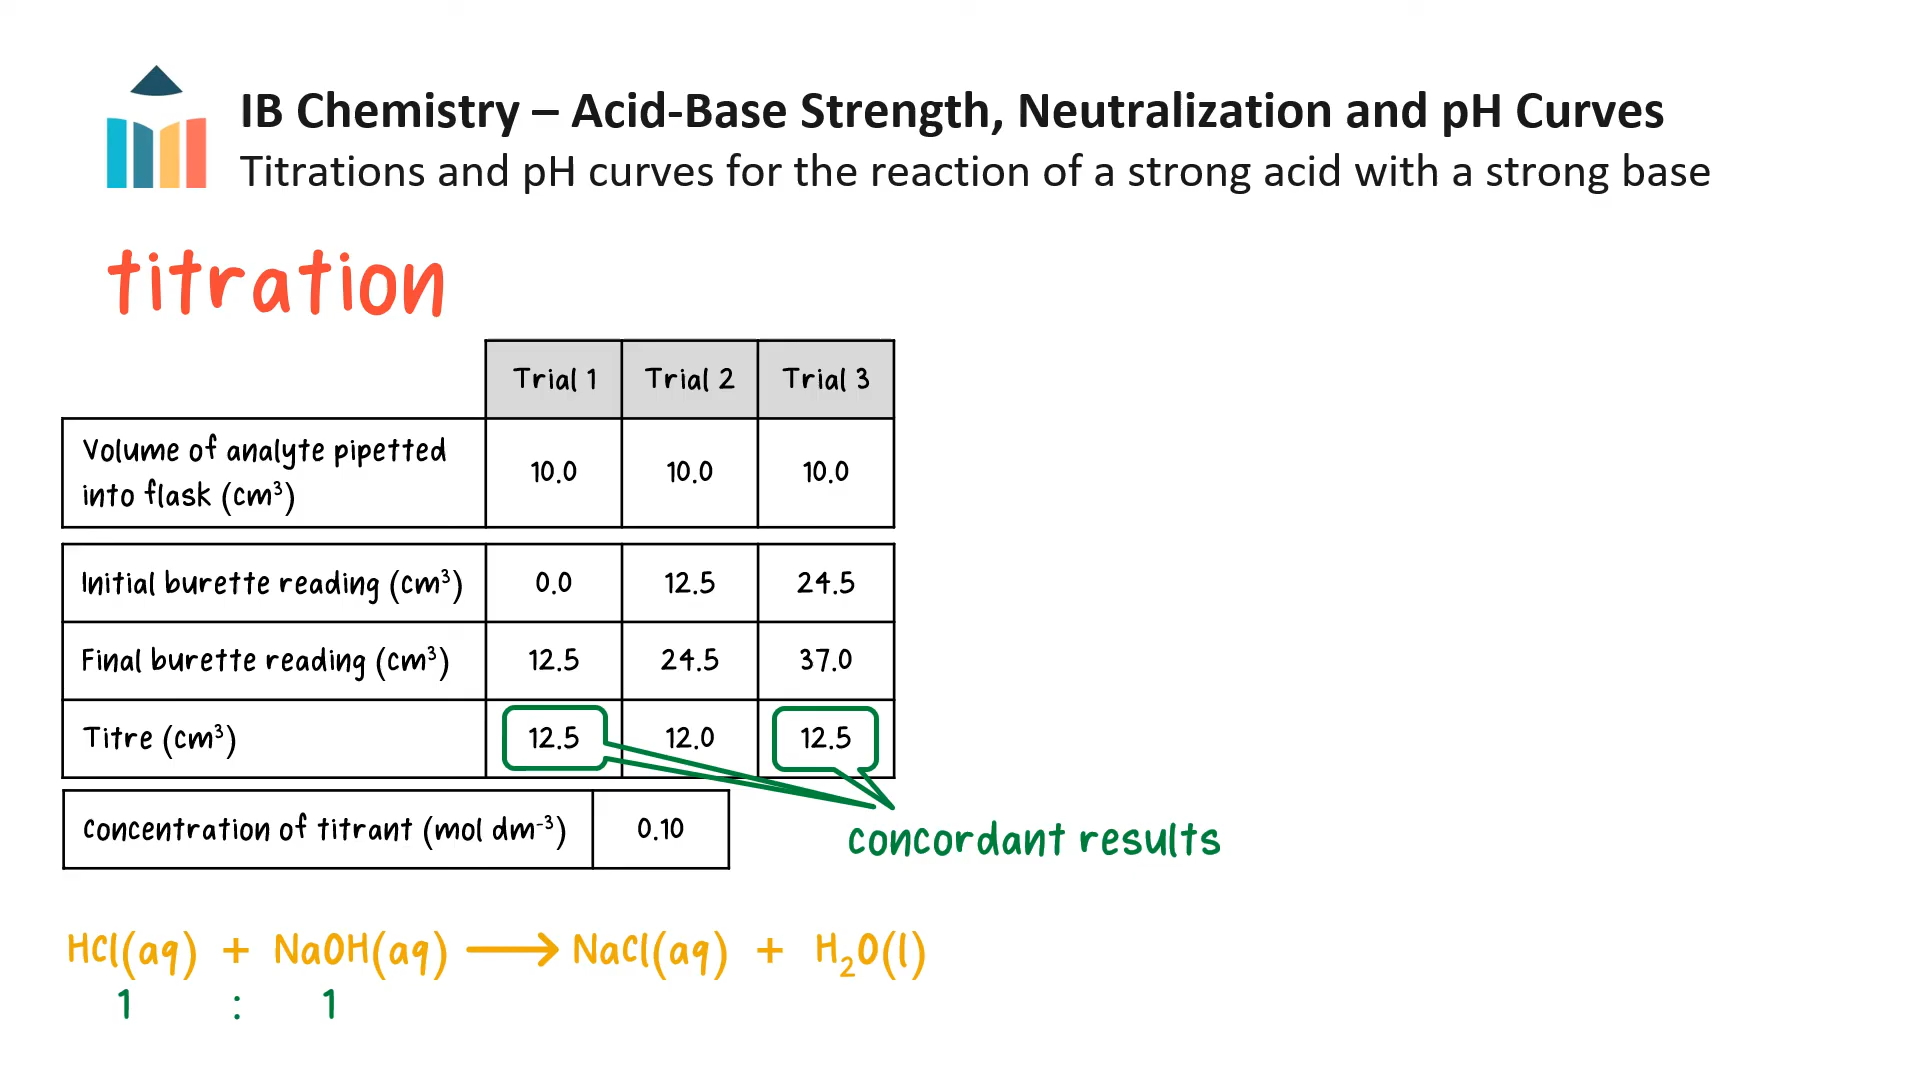 IB Chemistry – Acid-Base Strength, Neutralization and pH Curves
Titrations and pH curves for the reaction of a strong acid with a strong base
titration
Trial 1 Trial 2 Trial 3
Volume of analyte pipetted
into flask (cm³) 10.0 10.0 10.0
Initial burette reading (cm³) 0.0 12.5 24.5
Final burette reading (cm³) 12.5 24.5 37.0
Titre (cm³) 12.5 12.0 12.5
Concentration of titrant (mol dm⁻³) 0.10
concordant results
HCl(aq) + NaOH(aq) ⟶ NaCl(aq) + H₂O(l)
1 : 1